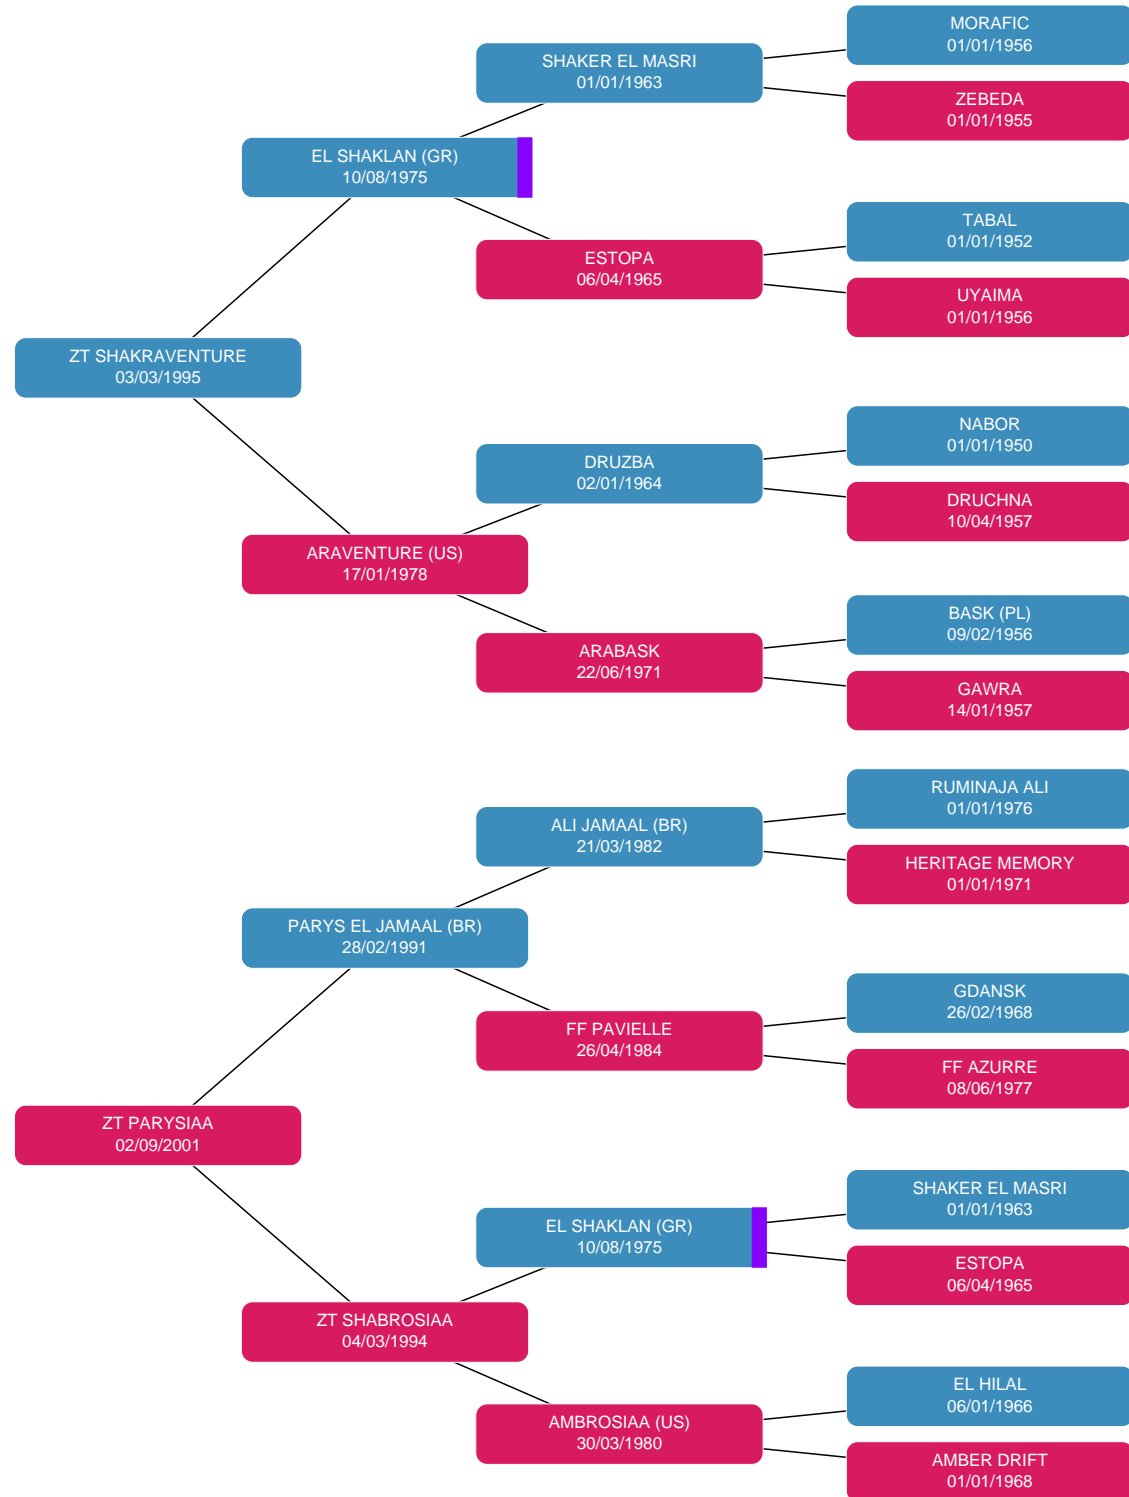 MORAFIC
01/01/1956
SHAKER EL MASRI
01/01/1963
ZEBEDA
01/01/1955
EL SHAKLAN (GR)
10/08/1975
TABAL
01/01/1952
ESTOPA
06/04/1965
UYAIMA
01/01/1956
ZT SHAKRAVENTURE
03/03/1995
NABOR
01/01/1950
DRUZBA
02/01/1964
DRUCHNA
10/04/1957
ARAVENTURE (US)
17/01/1978
BASK (PL)
09/02/1956
ARABASK
22/06/1971
GAWRA
14/01/1957
RUMINAJA ALI
01/01/1976
ALI JAMAAL (BR)
21/03/1982
HERITAGE MEMORY
01/01/1971
PARYS EL JAMAAL (BR)
28/02/1991
GDANSK
26/02/1968
FF PAVIELLE
26/04/1984
FF AZURRE
08/06/1977
ZT PARYSIAA
02/09/2001
SHAKER EL MASRI
01/01/1963
EL SHAKLAN (GR)
10/08/1975
ESTOPA
06/04/1965
ZT SHABROSIAA
04/03/1994
EL HILAL
06/01/1966
AMBROSIAA (US)
30/03/1980
AMBER DRIFT
01/01/1968